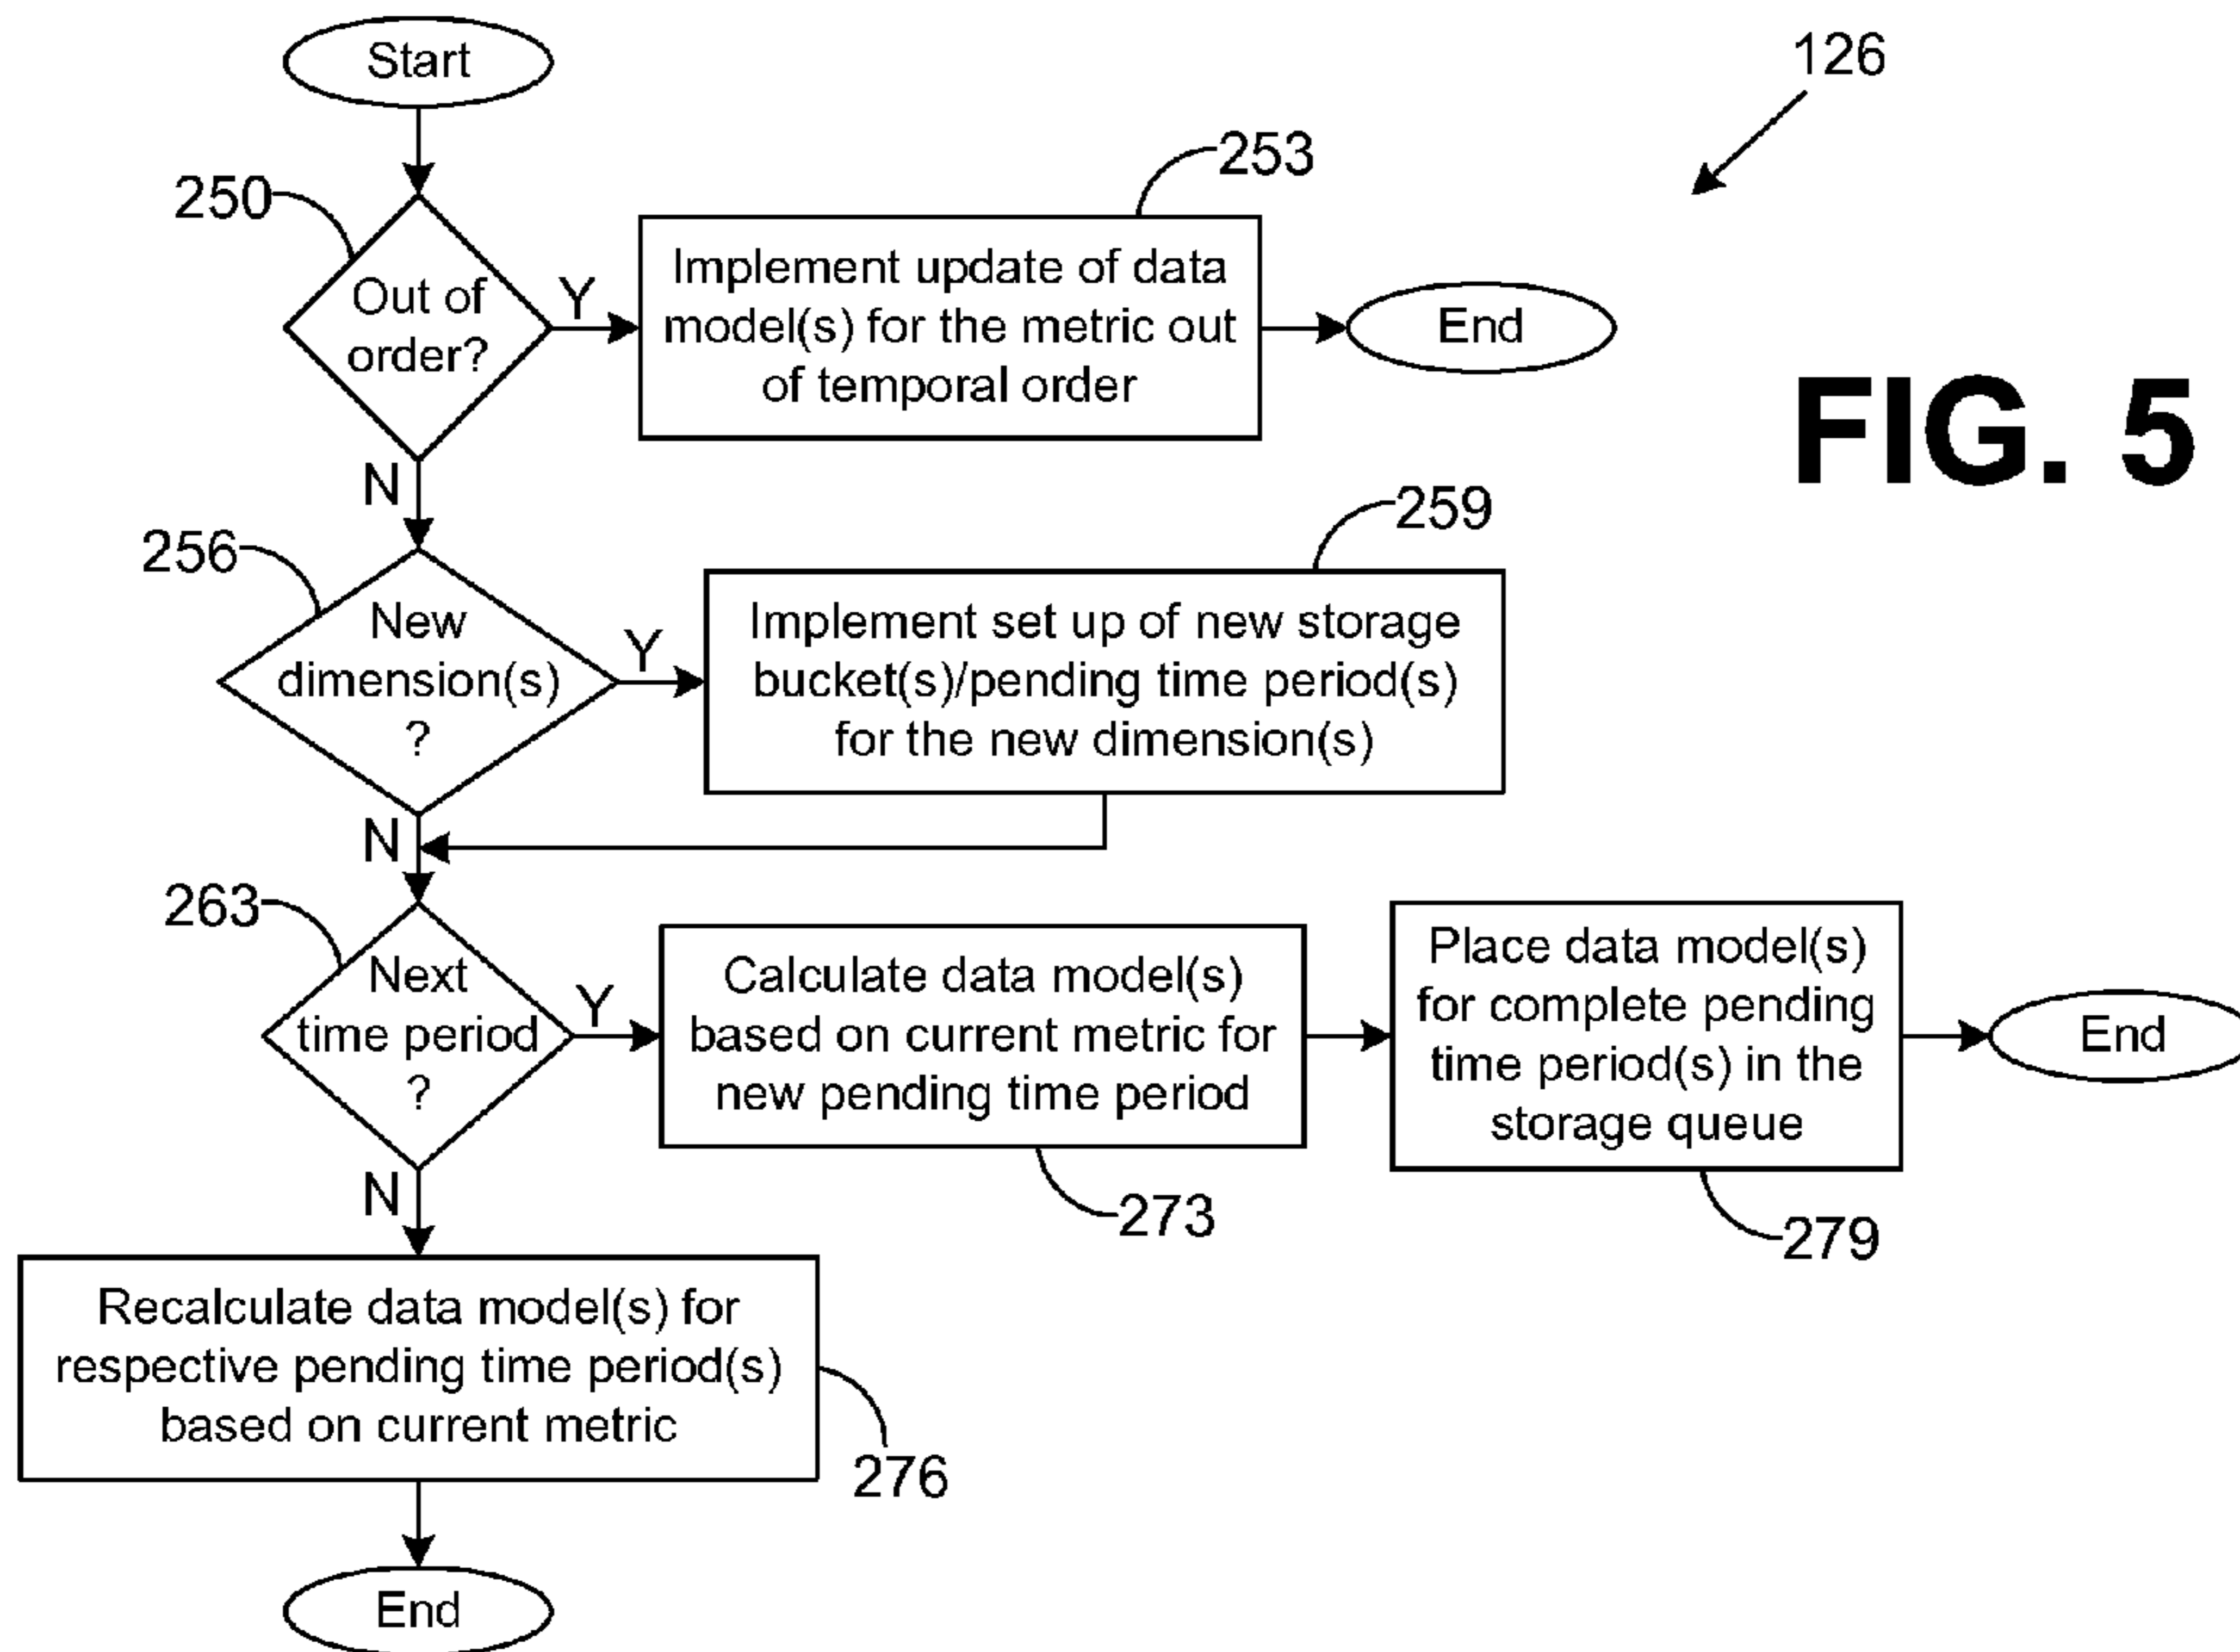 Start
126
253
250
Out of
order?
Y
Implement update of data
model(s) for the metric out
of temporal order
End
FIG. 5
N
259
256
New
dimension(s)
?
Y
Implement set up of new storage
bucket(s)/pending time period(s)
for the new dimension(s)
N
263
Next
time period
?
Y
Calculate data model(s)
based on current metric for
new pending time period
Place data model(s)
for complete pending
time period(s) in the
storage queue
End
N
273
279
Recalculate data model(s) for
respective pending time period(s)
based on current metric
276
End